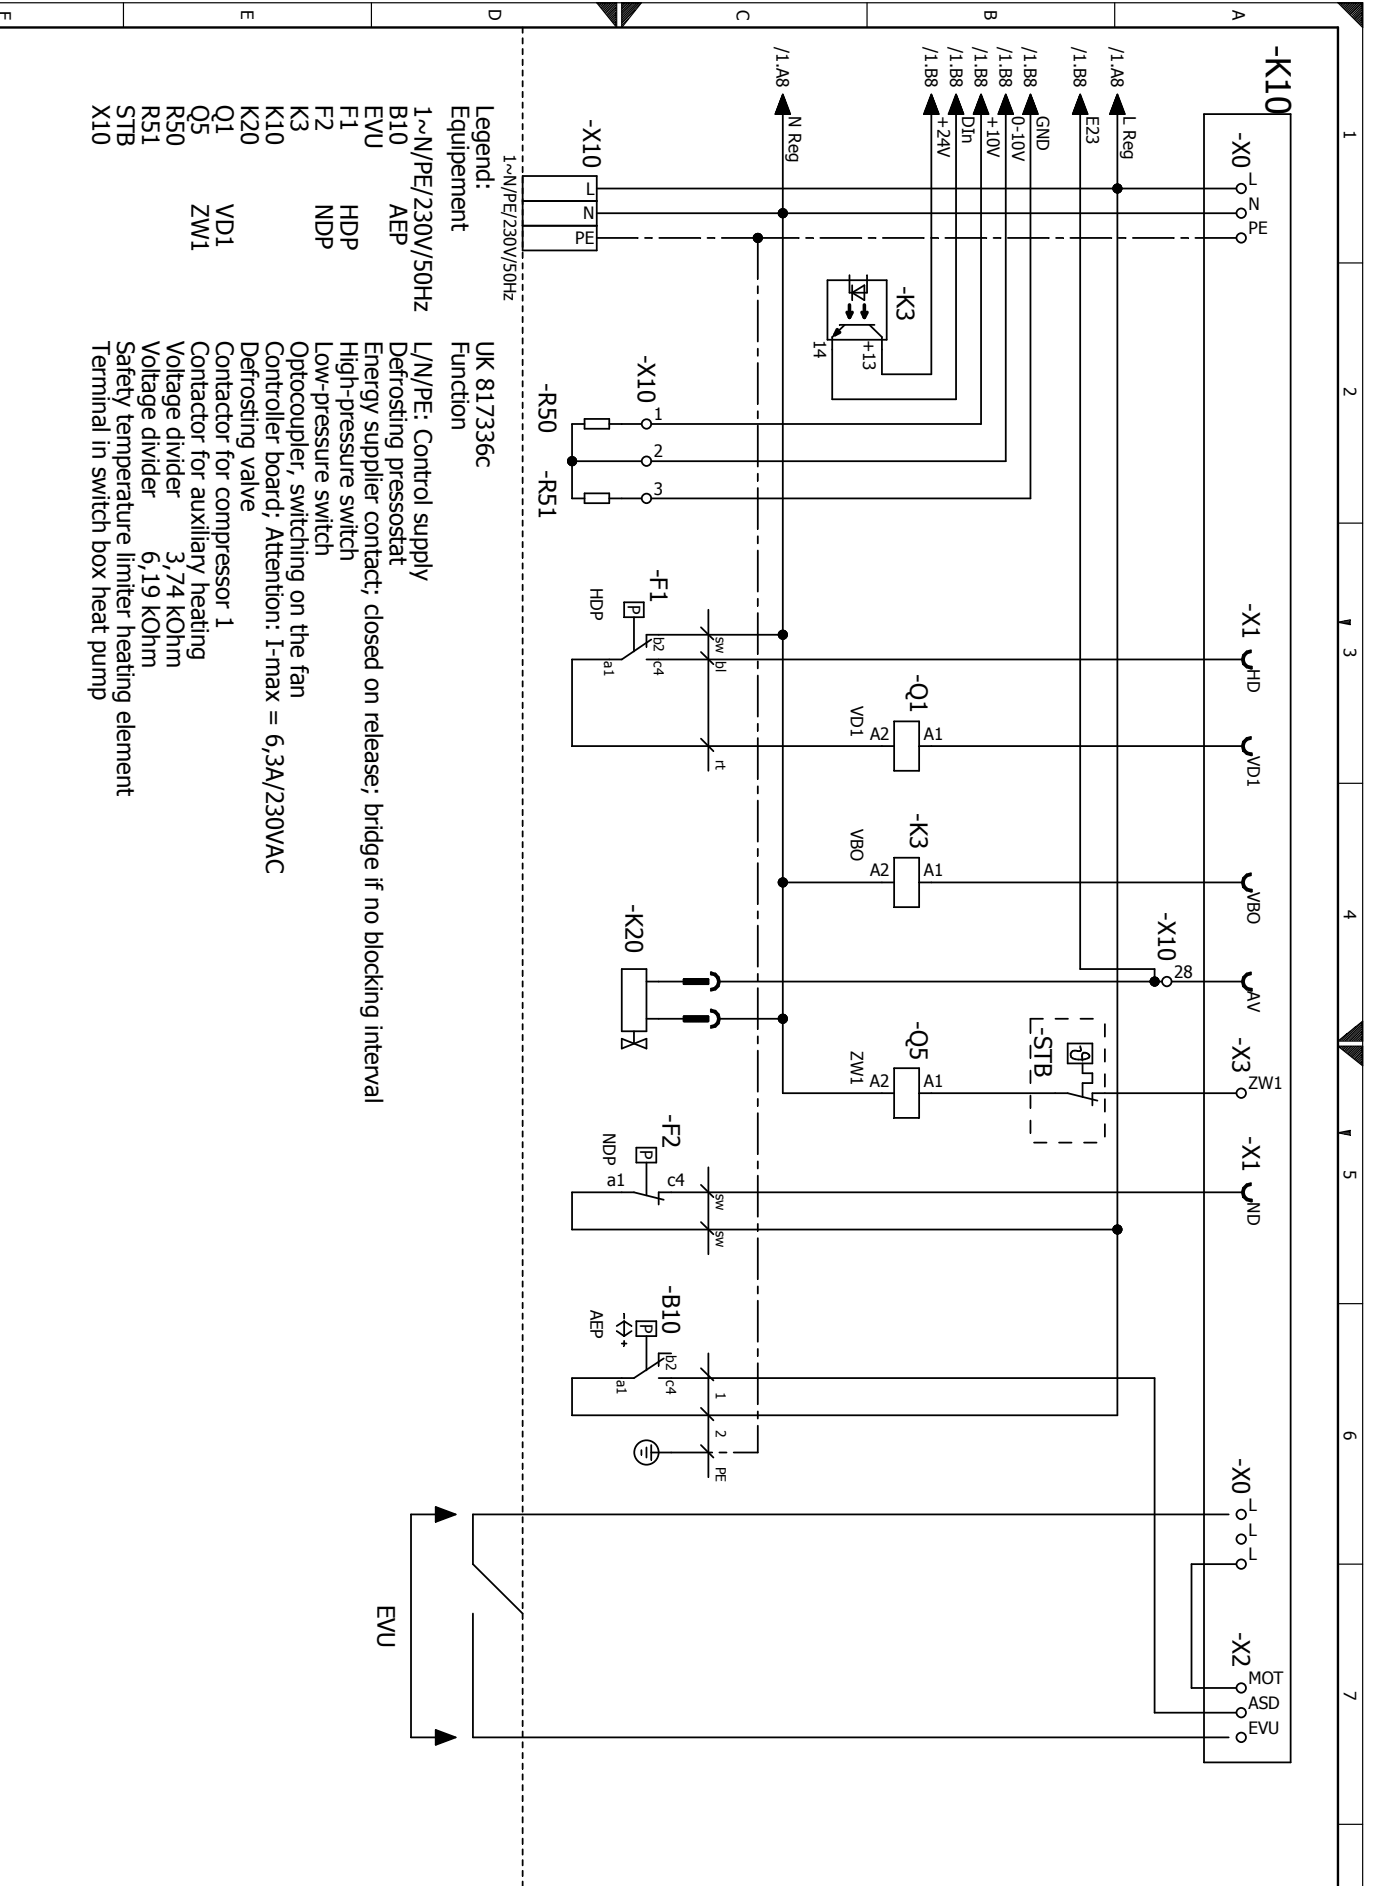 1
2
3
4
5
6
7
A
B
C
D
E
F
-K10
-X0
L
N
PE
-X1
HD
VD1
VBO
AV
-X3
ZW1
-X1
ND
-X0
L
L
L
-X2
MOT
ASD
EVU
/1.A8
L Reg
/1.B8
E23
/1.B8
GND
/1.B8
0-10V
/1.B8
+10V
/1.B8
DIn
/1.B8
+24V
/1.A8
N Reg
-X10
28
-STB
-K3
+13
14
-Q1
A1
A2
VD1
-K3
A1
A2
VBO
-Q5
A1
A2
ZW1
-X10
1
2
3
-R50
-R51
-F1
P
HDP
b2
c4
a1
sw
bl
rt
-K20
-F2
P
NDP
a1
c4
sw
sw
-B10
P
- +
AEP
b2
c4
a1
1
2
PE
-X10
L
N
PE
1~N/PE/230V/50Hz
EVU
Legend: UK 817336c
Equipement Function
1~N/PE/230V/50Hz L/N/PE: Control supply
B10 AEP Defrosting pressostat
EVU Energy supplier contact; closed on release; bridge if no blocking interval
F1 HDP High-pressure switch
F2 NDP Low-pressure switch
K3 Optocoupler, switching on the fan
K10 Controller board; Attention: I-max = 6,3A/230VAC
K20 Defrosting valve
Q1 VD1 Contactor for compressor 1
Q5 ZW1 Contactor for auxiliary heating
R50 Voltage divider 3,74 kOhm
R51 Voltage divider 6,19 kOhm
STB Safety temperature limiter heating element
X10 Terminal in switch box heat pump